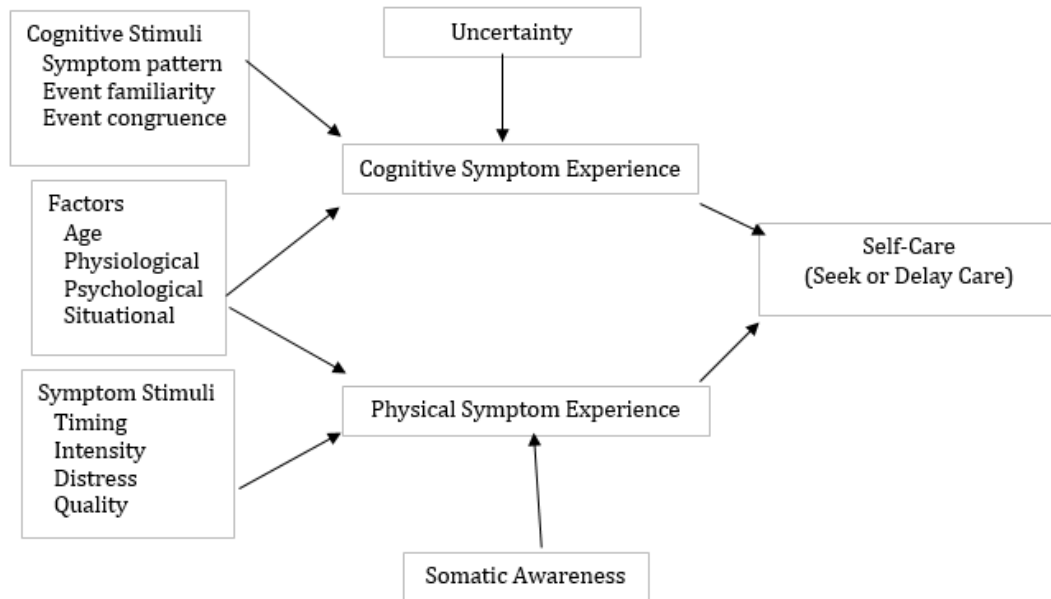 Cognitive Stimuli
Symptom pattern
Event familiarity
Event congruence
Uncertainty
Cognitive Symptom Experience
Factors
Age
Physiological
Psychological
Situational
Self-Care
(Seek or Delay Care)
Symptom Stimuli
Timing
Intensity
Distress
Quality
Physical Symptom Experience
Somatic Awareness